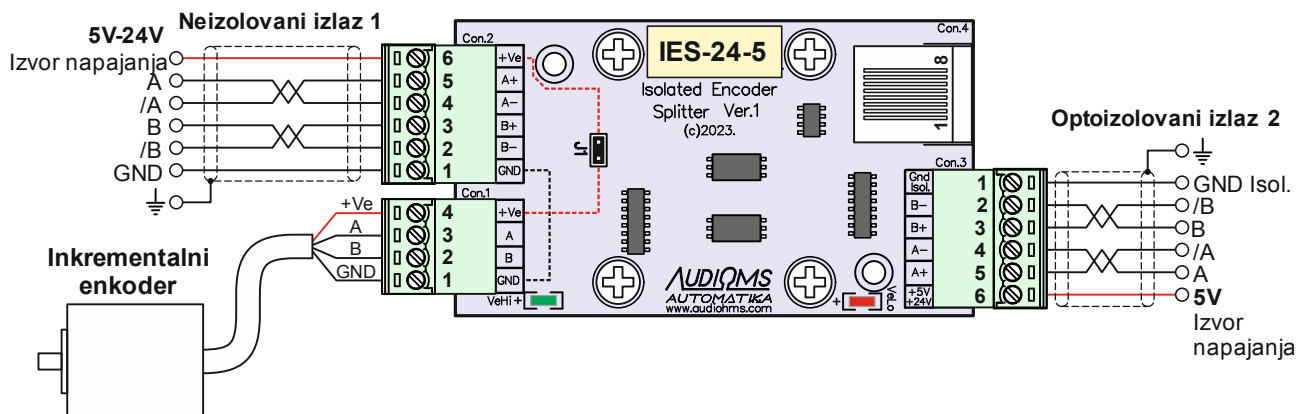 Neizolovani izlaz 1
5V-24V
Izvor napajanja
A
/A
B
/B
GND
Con.2
6 +Ve
5 A+
4 A-
3 B+
2 B-
1 GND
Con.1
4 +Ve
3 A
2 B
1 GND
+Ve
A
B
GND
Inkrementalni
enkoder
VeHi +
IES-24-5
Isolated Encoder
Splitter Ver.1
(c)2023.
J1
AUDIOMS
AUTOMATIKA
www.audiohms.com
+
VeLo
Con.4
8
1
Con.3
Gnd Isol. 1
B- 2
B+ 3
A- 4
A+ 5
+5V +24V 6
Optoizolovani izlaz 2
GND Isol.
/B
B
/A
A
5V
Izvor
napajanja